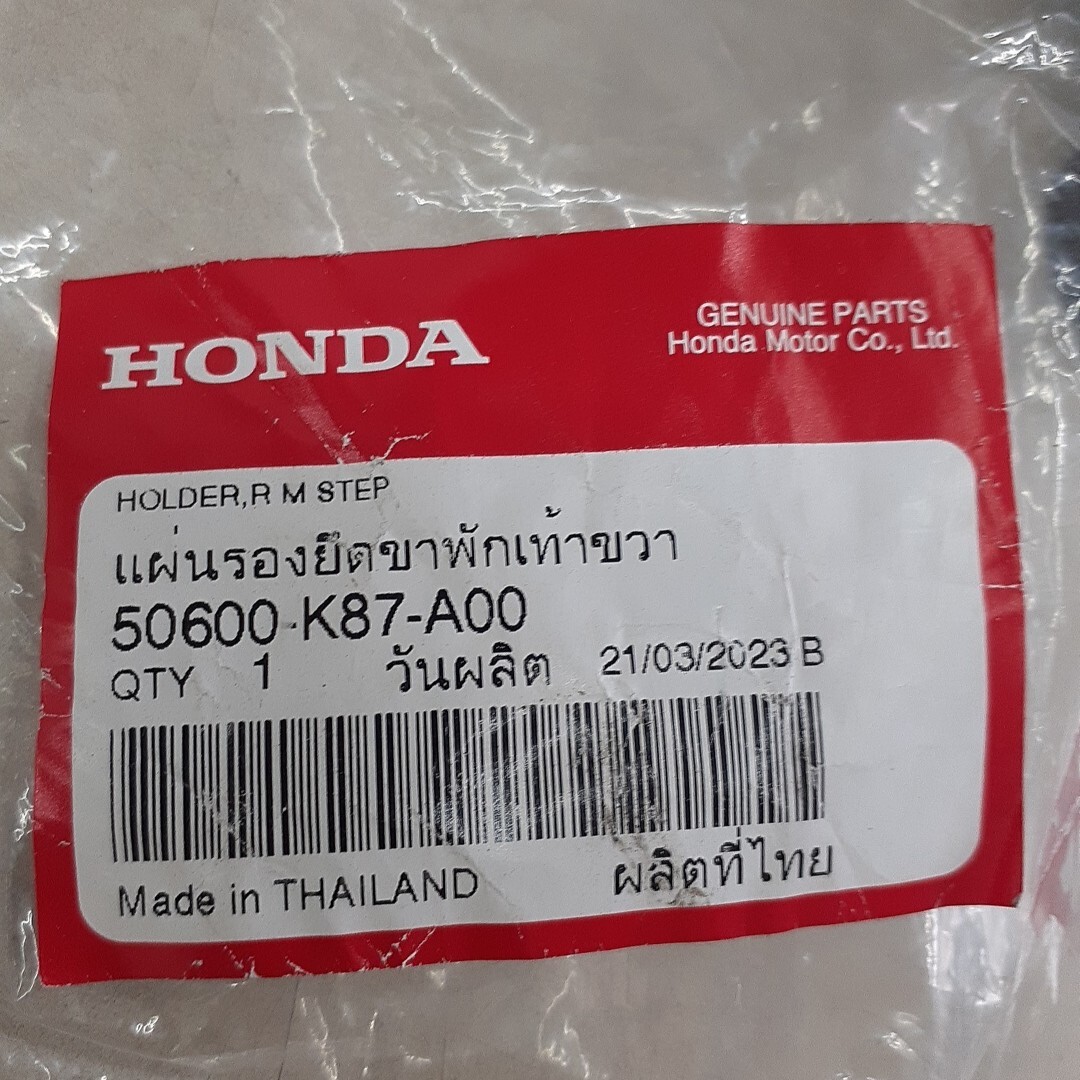 HONDA
GENUINE PARTS
Honda Motor Co., Ltd.
HOLDER,R M STEP
แผ่นรองยึดขาพักเท้าขวา
50600-K87-A00
QTY 1 วันผลิต 21/03/2023 B
Made in THAILAND ผลิตที่ไทย